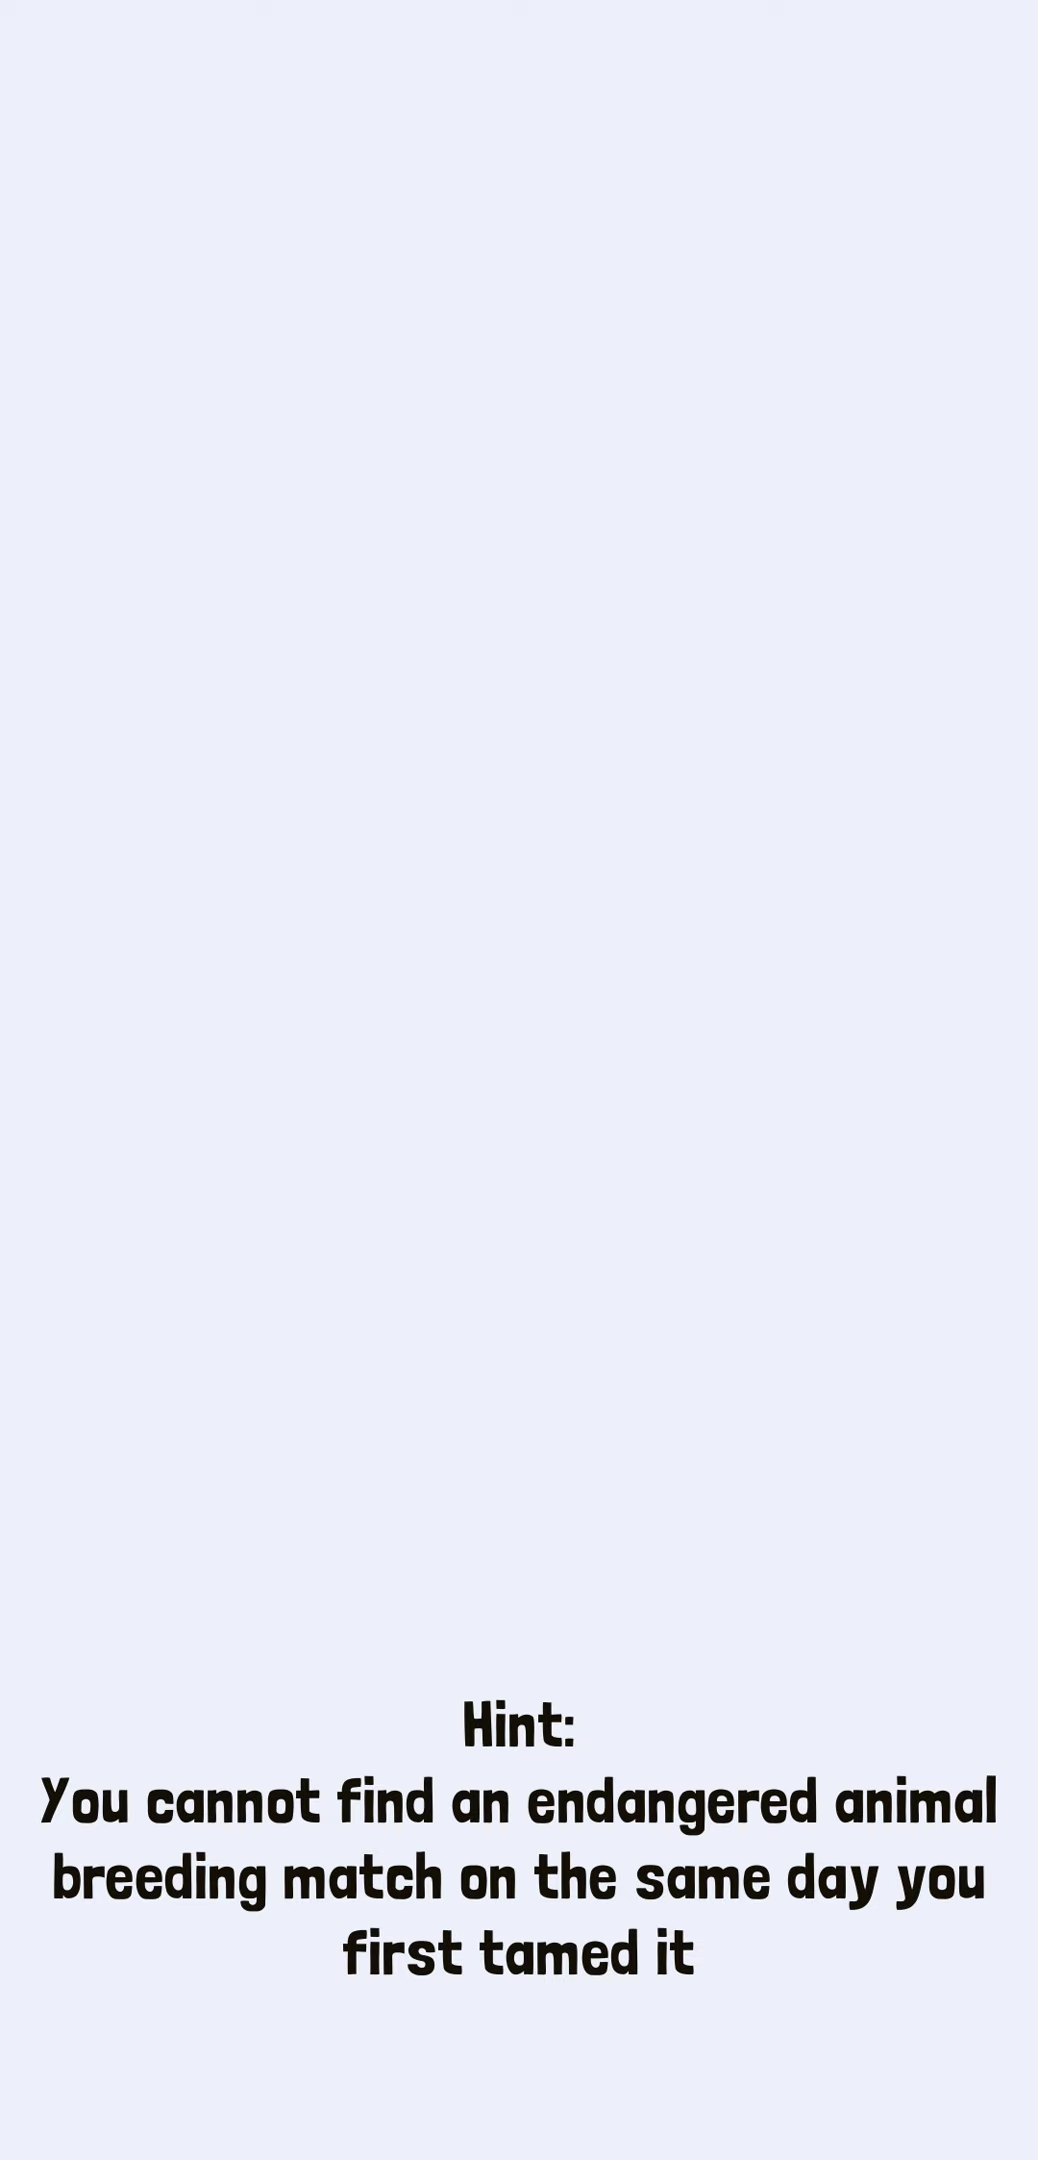 Hint:
You cannot find an endangered animal
breeding match on the same day you
first tamed it